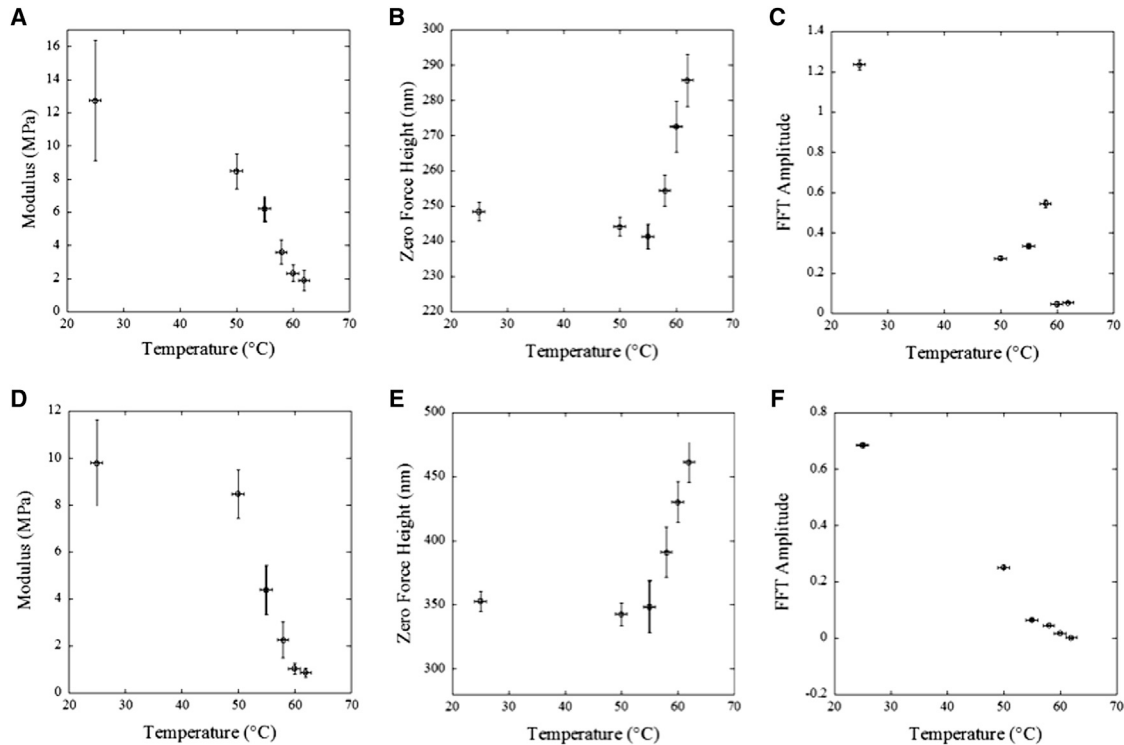 A
16
14
12
10
8
6
4
2
0
Modulus (MPa)
20 30 40 50 60 70
Temperature (°C)
B
300
290
280
270
260
250
240
230
220
Zero Force Height (nm)
20 30 40 50 60 70
Temperature (°C)
C
1.4
1.2
1
0.8
0.6
0.4
0.2
0
FFT Amplitude
20 30 40 50 60 70
Temperature (°C)
D
12
10
8
6
4
2
0
Modulus (MPa)
20 30 40 50 60 70
Temperature (°C)
E
500
450
400
350
300
Zero Force Height (nm)
20 30 40 50 60 70
Temperature (°C)
F
0.8
0.6
0.4
0.2
0
-0.2
FFT Amplitude
20 30 40 50 60 70
Temperature (°C)